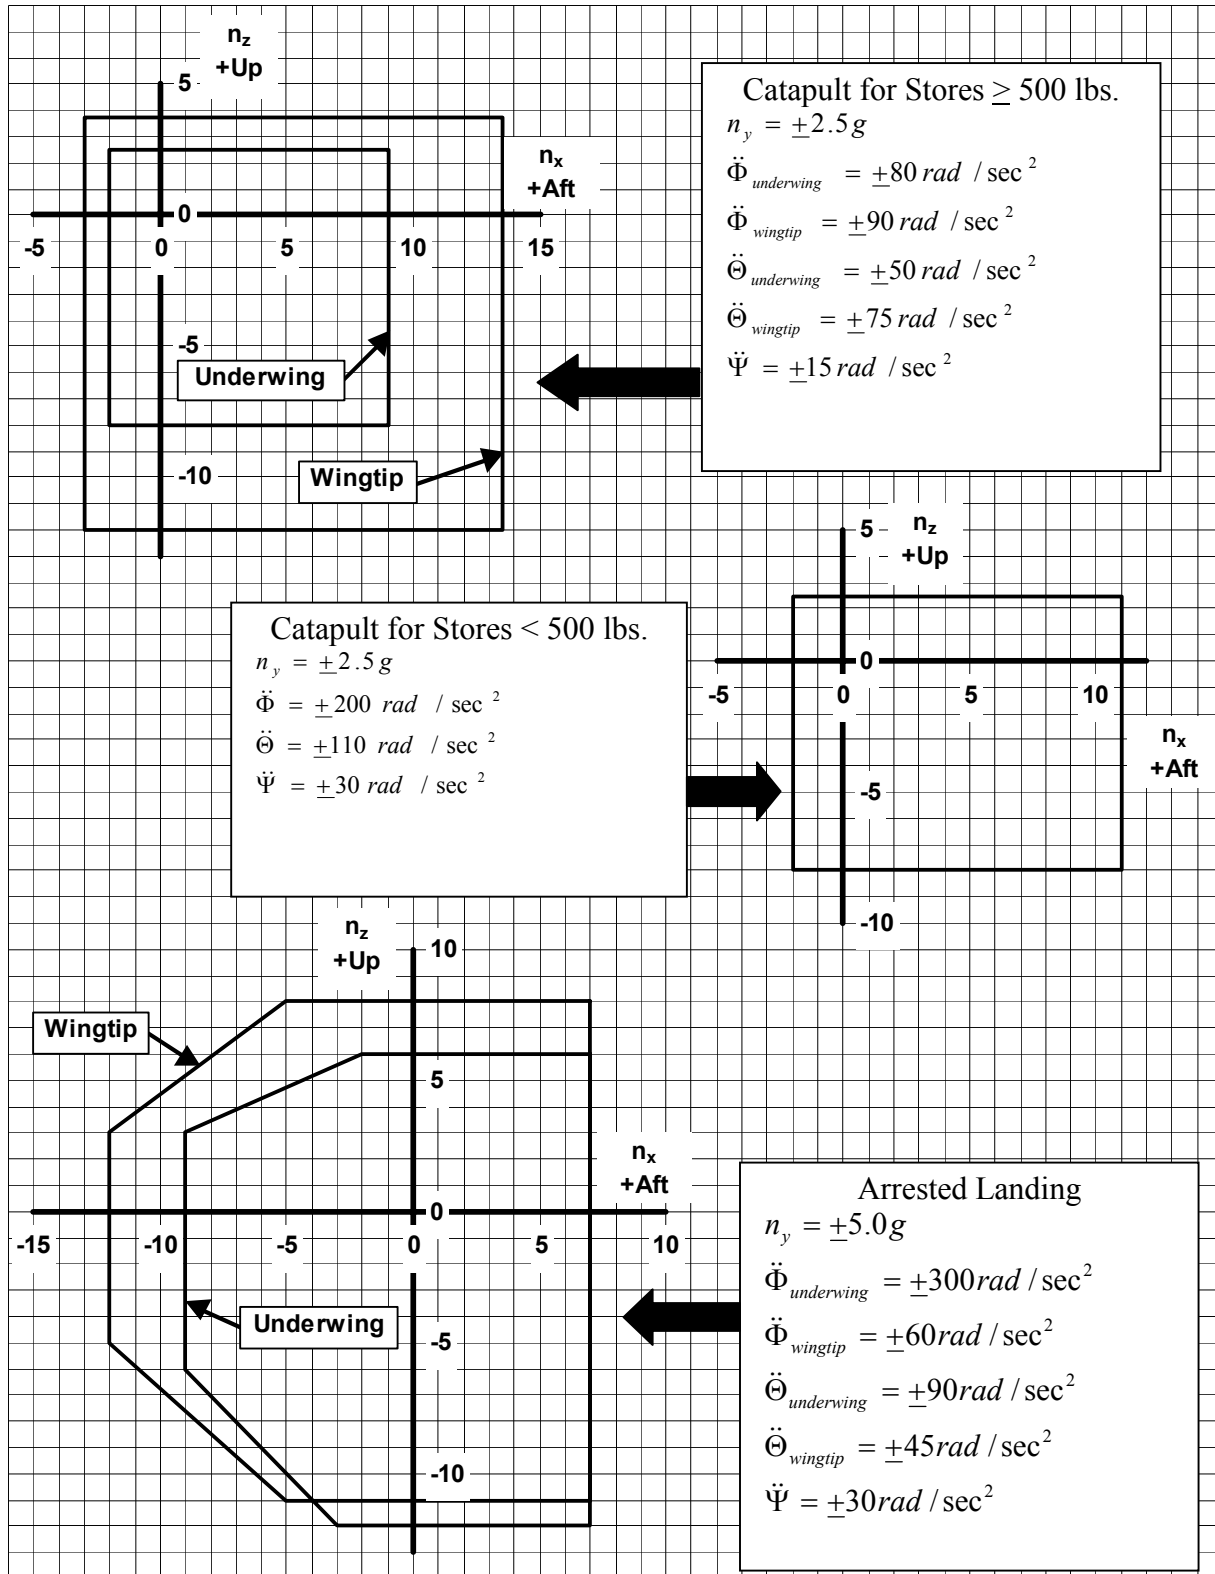 n_z
+Up
5
0
-5
0
5
10
15
n_x
+Aft
-5
Underwing
-10
Wingtip
Catapult for Stores ≥ 500 lbs.
n_y = ±2.5g
Φ̈_underwing = ±80 rad / sec²
Φ̈_wingtip = ±90 rad / sec²
Θ̈_underwing = ±50 rad / sec²
Θ̈_wingtip = ±75 rad / sec²
Ψ̈ = ±15 rad / sec²
5
n_z
+Up
0
-5
0
5
10
n_x
+Aft
-5
-10
Catapult for Stores < 500 lbs.
n_y = ±2.5g
Φ̈ = ±200 rad / sec²
Θ̈ = ±110 rad / sec²
Ψ̈ = ±30 rad / sec²
n_z
+Up
10
Wingtip
5
n_x
+Aft
0
-15
-10
-5
0
5
10
Underwing
-5
-10
Arrested Landing
n_y = ±5.0g
Φ̈_underwing = ±300rad / sec²
Φ̈_wingtip = ±60rad / sec²
Θ̈_underwing = ±90rad / sec²
Θ̈_wingtip = ±45rad / sec²
Ψ̈ = ±30rad / sec²